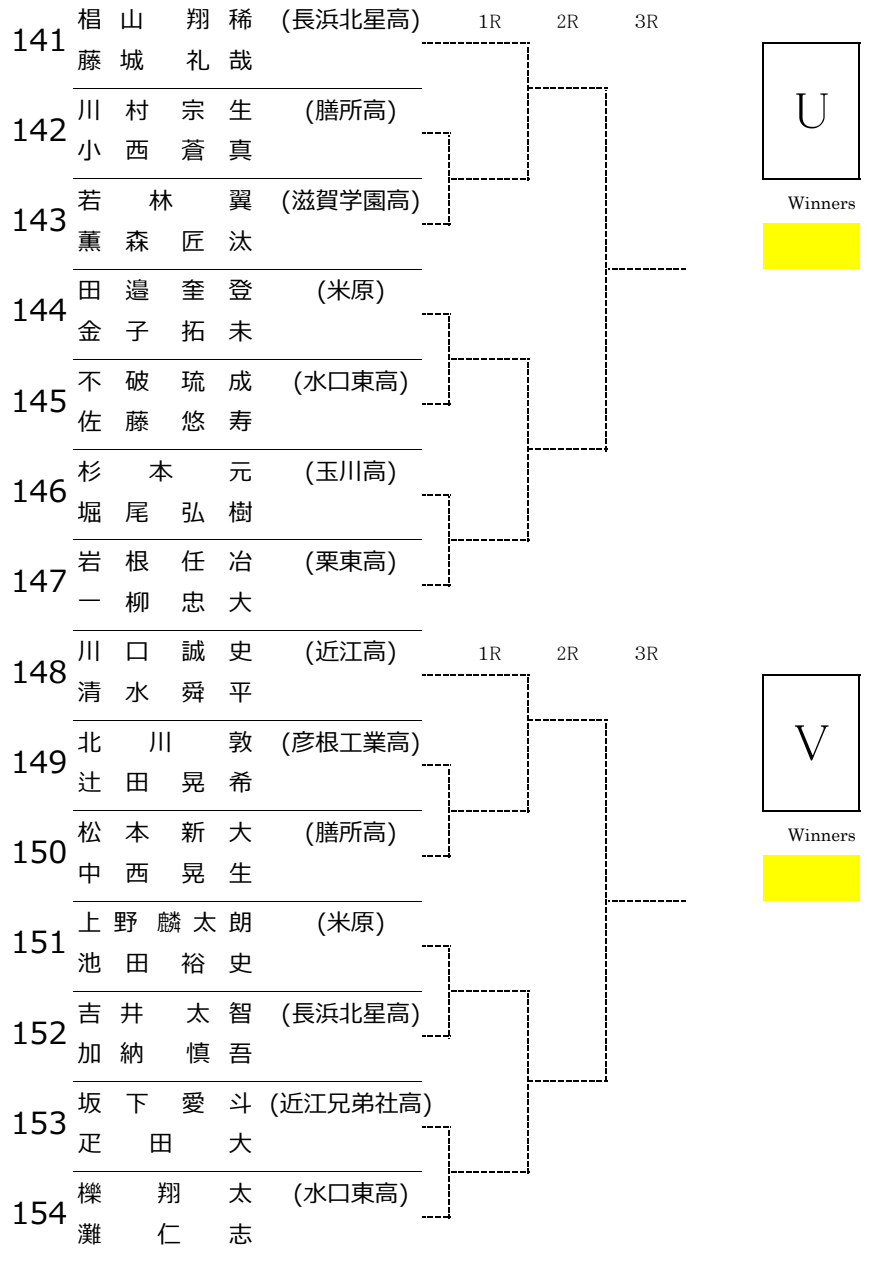 141 椙山 翔稀 (長浜北星高) 1R 2R 3R
藤城 礼哉
U
142 川村宗生 (膳所高)
小西蒼真
143 若林 翼 (滋賀学園高) Winners
薫森匠汰
144 田邉奎登 (米原)
金子拓未
145 不破琉成 (水口東高)
佐藤悠寿
146 杉本 元 (玉川高)
堀尾弘樹
147 岩根任冶 (栗東高)
一柳忠大
148 川口誠史 (近江高) 1R 2R 3R
清水舜平
V
149 北川 敦 (彦根工業高)
辻田晃希
150 松本新大 (膳所高) Winners
中西晃生
151 上野麟太朗 (米原)
池田裕史
152 吉井 太智 (長浜北星高)
加納 慎吾
153 坂下愛斗 (近江兄弟社高)
疋田 大
154 櫟 翔太 (水口東高)
灘 仁志